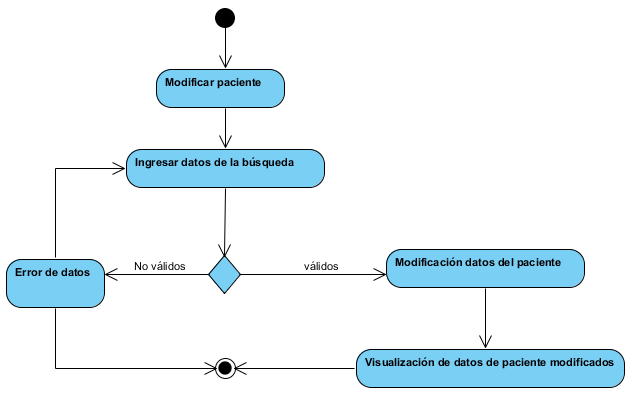 Modificar paciente
Ingresar datos de la búsqueda
No válidos
válidos
Error de datos
Modificación datos del paciente
Visualización de datos de paciente modificados